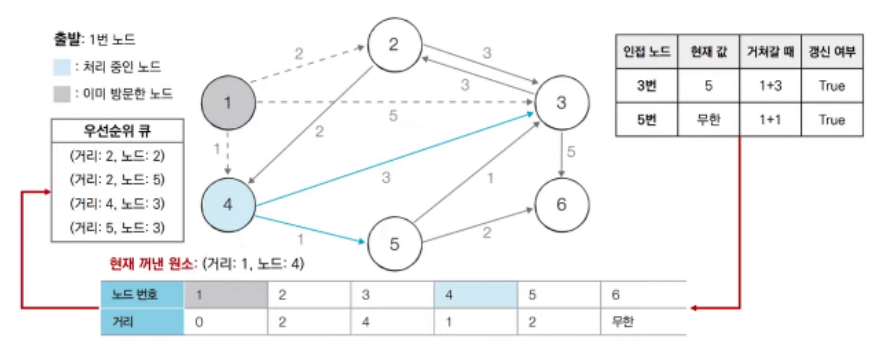 출발: 1번 노드
: 처리 중인 노드
: 이미 방문한 노드
우선순위 큐
(거리: 2, 노드: 2)
(거리: 2, 노드: 5)
(거리: 4, 노드: 3)
(거리: 5, 노드: 3)
1
2
3
4
5
6
2
3
3
5
2
1
3
1
1
2
5
인접 노드 현재 값 거쳐갈 때 갱신 여부
3번 5 1+3 True
5번 무한 1+1 True
현재 꺼낸 원소: (거리: 1, 노드: 4)
노드 번호 1 2 3 4 5 6
거리 0 2 4 1 2 무한